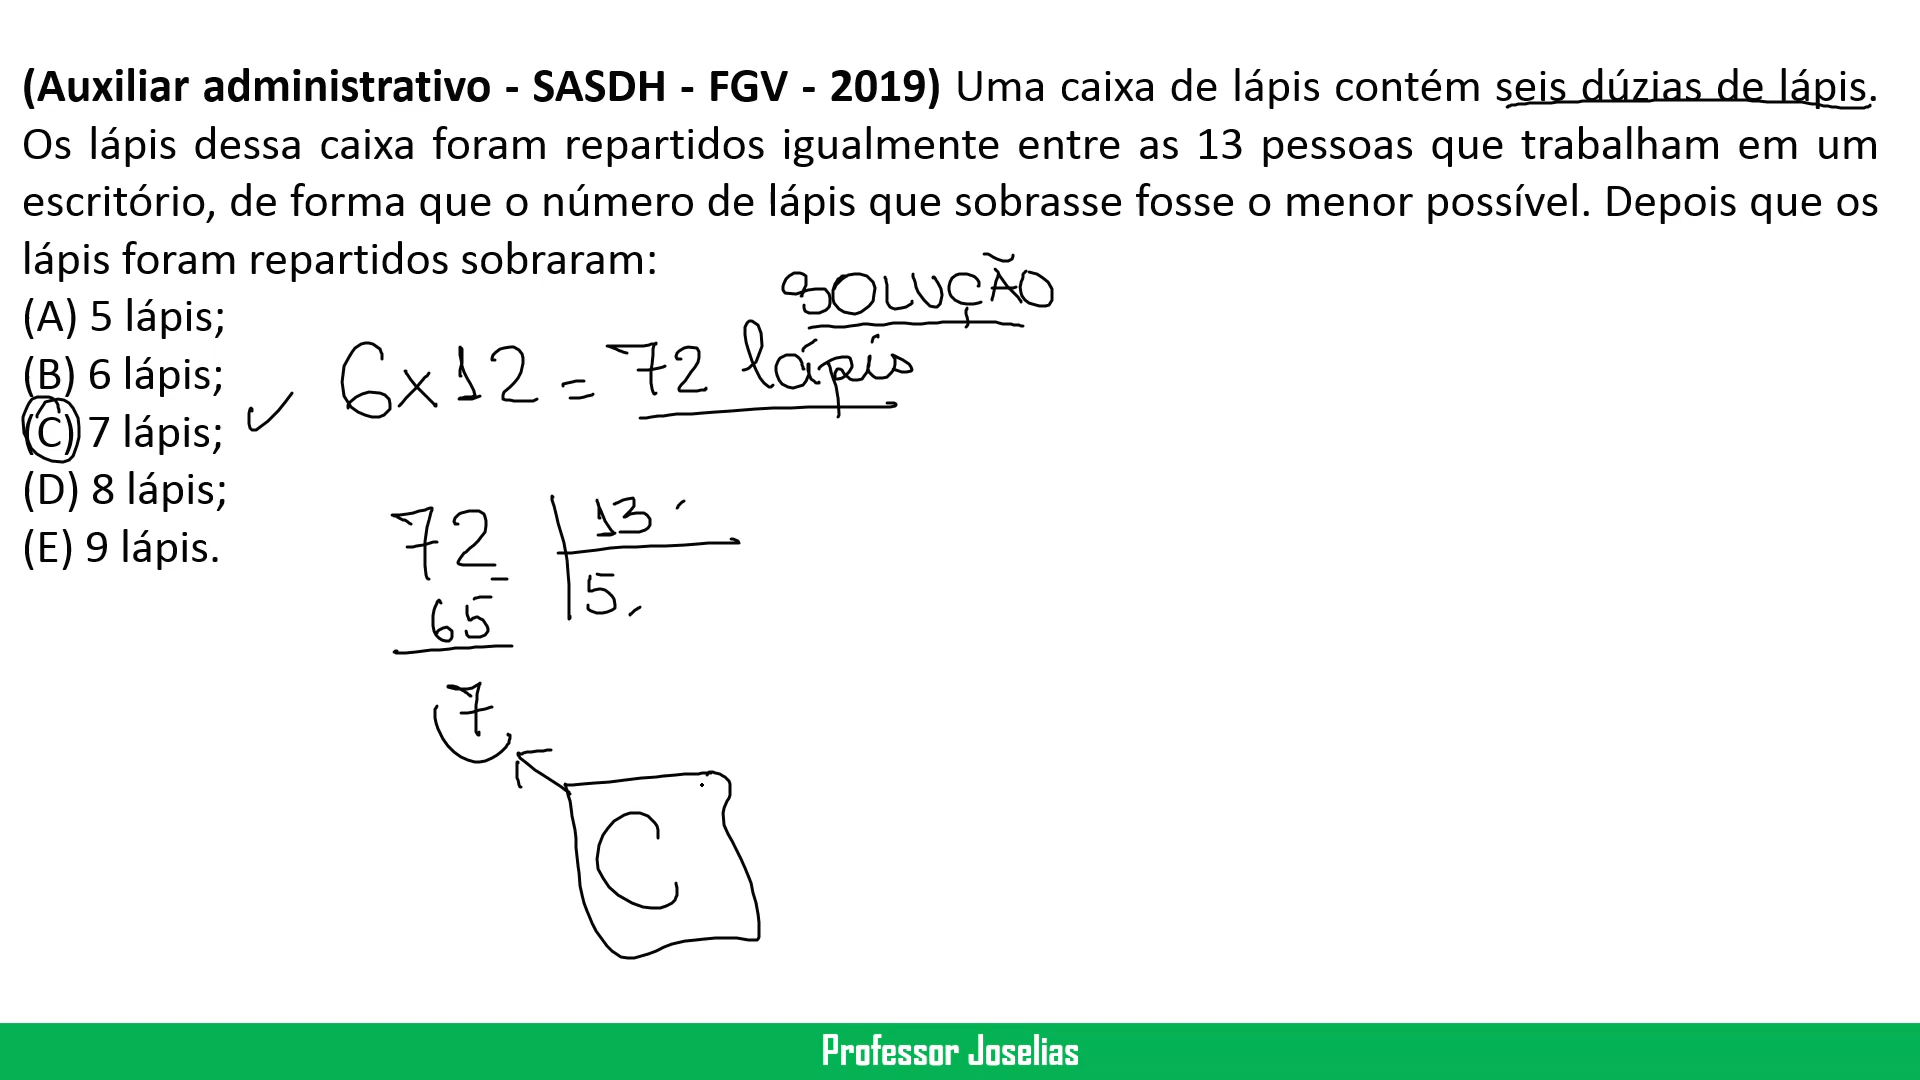 (Auxiliar administrativo - SASDH - FGV - 2019) Uma caixa de lápis contém seis dúzias de lápis.
Os lápis dessa caixa foram repartidos igualmente entre as 13 pessoas que trabalham em um
escritório, de forma que o número de lápis que sobrasse fosse o menor possível. Depois que os
lápis foram repartidos sobraram:
SOLUÇÃO
(A) 5 lápis;
(B) 6 lápis;
(C) 7 lápis;
(D) 8 lápis;
(E) 9 lápis.
6x12 = 72 lápis
72 13
5
65
7
C
Professor Joselias